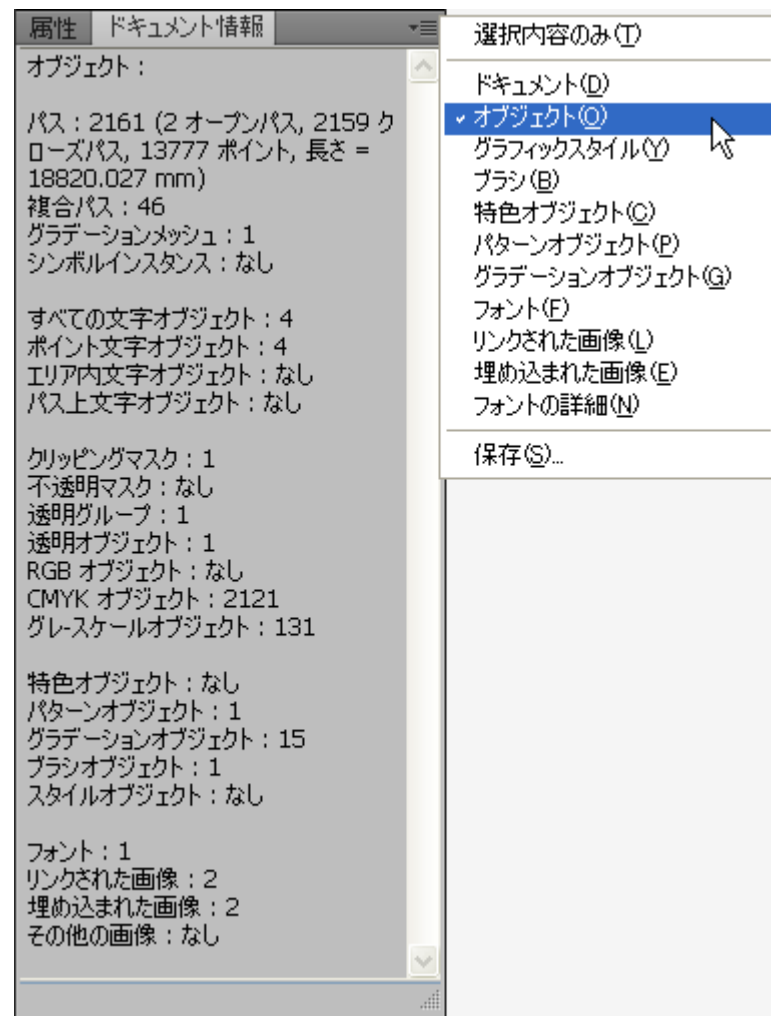 属性
ドキュメント情報
オブジェクト：
パス：2161 (2 オープンパス, 2159 ク
ローズパス, 13777 ポイント, 長さ =
18820.027 mm)
複合パス：46
グラデーションメッシュ：1
シンボルインスタンス：なし
すべての文字オブジェクト：4
ポイント文字オブジェクト：4
エリア内文字オブジェクト：なし
パス上文字オブジェクト：なし
クリッピングマスク：1
不透明マスク：なし
透明グループ：1
透明オブジェクト：1
RGB オブジェクト：なし
CMYK オブジェクト：2121
グレースケールオブジェクト：131
特色オブジェクト：なし
パターンオブジェクト：1
グラデーションオブジェクト：15
ブラシオブジェクト：1
スタイルオブジェクト：なし
フォント：1
リンクされた画像：2
埋め込まれた画像：2
その他の画像：なし
選択内容のみ(T)
ドキュメント(D)
オブジェクト(O)
グラフィックスタイル(Y)
ブラシ(B)
特色オブジェクト(C)
パターンオブジェクト(P)
グラデーションオブジェクト(G)
フォント(F)
リンクされた画像(L)
埋め込まれた画像(E)
フォントの詳細(N)
保存(S)...